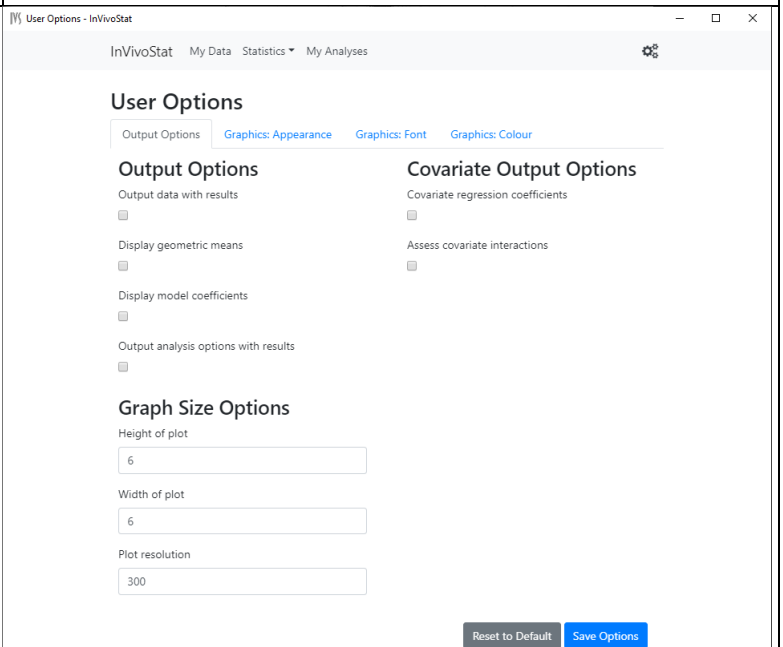 User Options - InVivoStat
InVivoStat My Data Statistics My Analyses
User Options
Output Options Graphics: Appearance Graphics: Font Graphics: Colour
Output Options
Output data with results
Display geometric means
Display model coefficients
Output analysis options with results
Covariate Output Options
Covariate regression coefficients
Assess covariate interactions
Graph Size Options
Height of plot
6
Width of plot
6
Plot resolution
300
Reset to Default Save Options